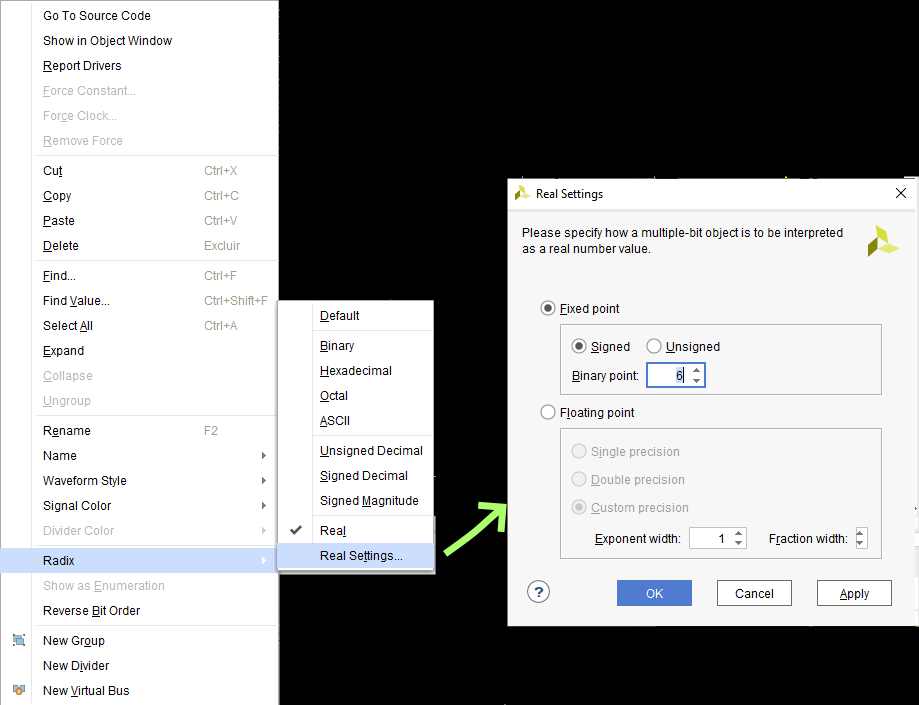 Go To Source Code
Show in Object Window
Report Drivers
Force Constant...
Force Clock...
Remove Force
Cut Ctrl+X
Copy Ctrl+C
Paste Ctrl+V
Delete Excluir
Find... Ctrl+F
Find Value... Ctrl+Shift+F
Select All Ctrl+A
Expand
Collapse
Ungroup
Rename F2
Name
Waveform Style
Signal Color
Divider Color
Radix
Show as Enumeration
Reverse Bit Order
New Group
New Divider
New Virtual Bus
Default
Binary
Hexadecimal
Octal
ASCII
Unsigned Decimal
Signed Decimal
Signed Magnitude
Real
Real Settings...
Real Settings
Please specify how a multiple-bit object is to be interpreted
as a real number value.
Fixed point
Signed Unsigned
Binary point: 6
Floating point
Single precision
Double precision
Custom precision
Exponent width: 1 Fraction width:
? OK Cancel Apply